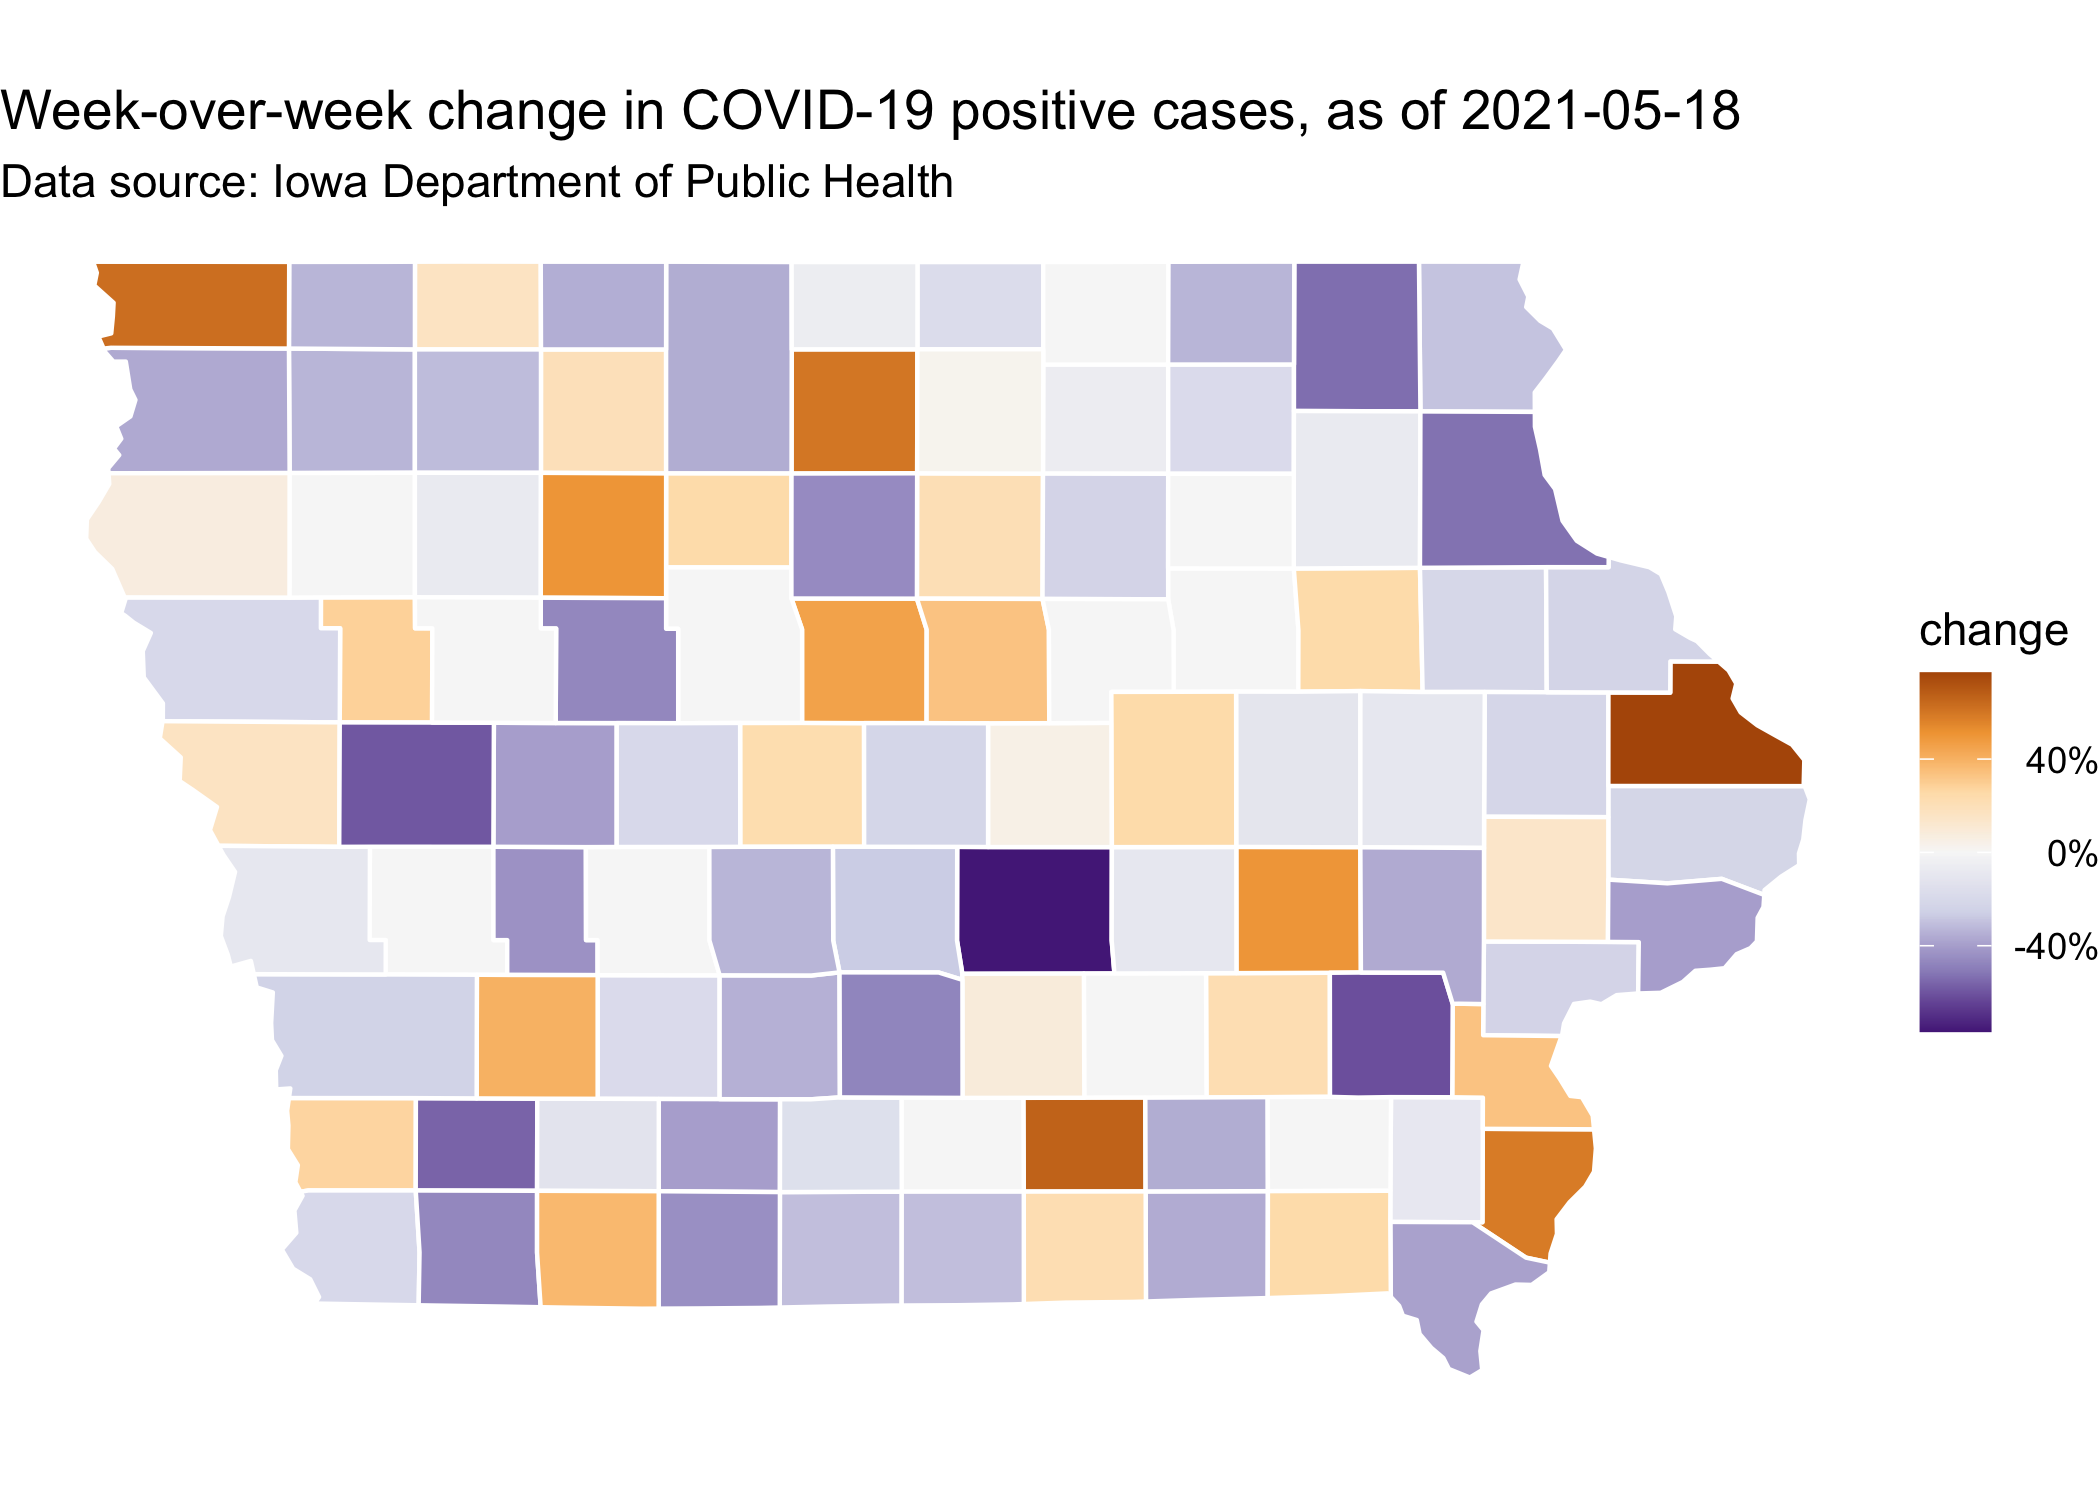 Week-over-week change in COVID-19 positive cases, as of 2021-05-18
Data source: Iowa Department of Public Health
change
40%
0%
-40%